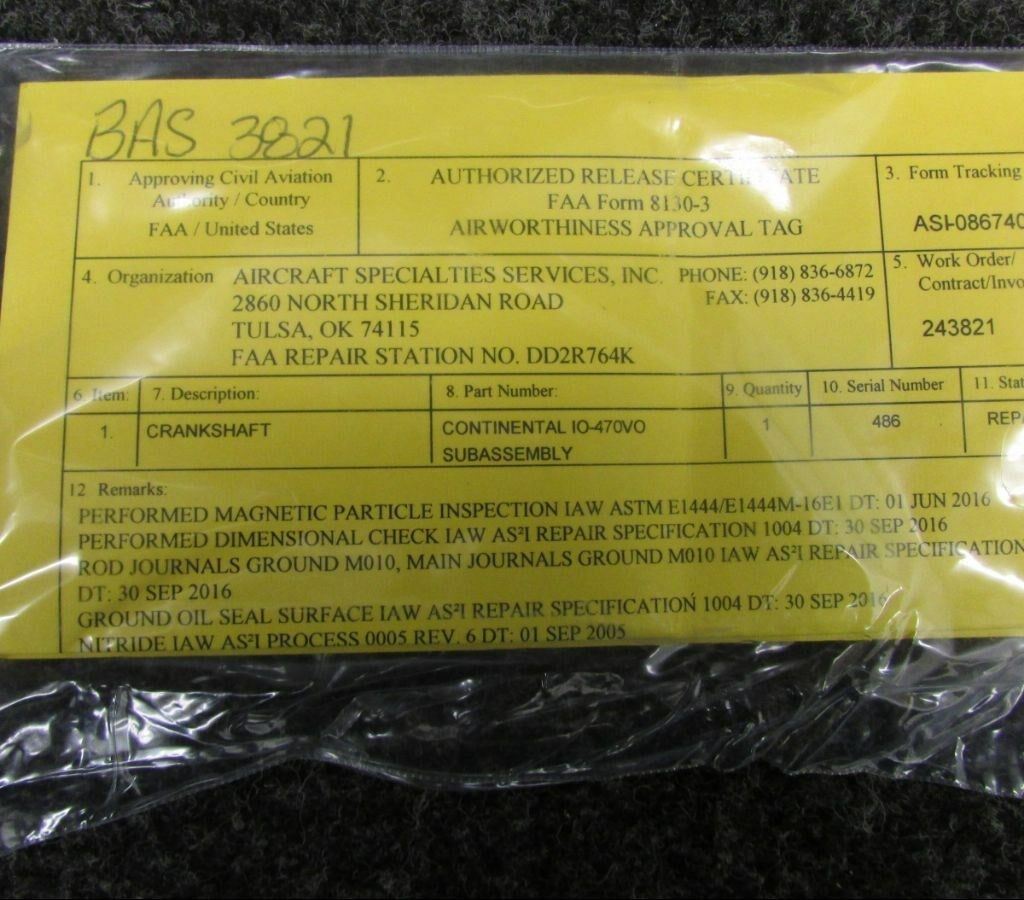 BAS 3821
1. Approving Civil Aviation
Authority / Country
FAA / United States
2. AUTHORIZED RELEASE CERTIFICATE
FAA Form 8130-3
AIRWORTHINESS APPROVAL TAG
3. Form Tracking
ASI-086740
4. Organization AIRCRAFT SPECIALTIES SERVICES, INC. PHONE: (918) 836-6872
2860 NORTH SHERIDAN ROAD FAX: (918) 836-4419
TULSA, OK 74115
FAA REPAIR STATION NO. DD2R764K
5. Work Order/
Contract/Invo
243821
6. Item: 7. Description: 8. Part Number: 9. Quantity 10. Serial Number 11. Stat
1. CRANKSHAFT CONTINENTAL IO-470VO 1 486 REPA
SUBASSEMBLY
12 Remarks:
PERFORMED MAGNETIC PARTICLE INSPECTION IAW ASTM E1444/E1444M-16E1 DT: 01 JUN 2016
PERFORMED DIMENSIONAL CHECK IAW AS²I REPAIR SPECIFICATION 1004 DT: 30 SEP 2016
ROD JOURNALS GROUND M010, MAIN JOURNALS GROUND M010 IAW AS²I REPAIR SPECIFICATION
DT: 30 SEP 2016
GROUND OIL SEAL SURFACE IAW AS²I REPAIR SPECIFICATION 1004 DT: 30 SEP 2016
NITRIDE IAW AS²I PROCESS 0005 REV. 6 DT: 01 SEP 2005